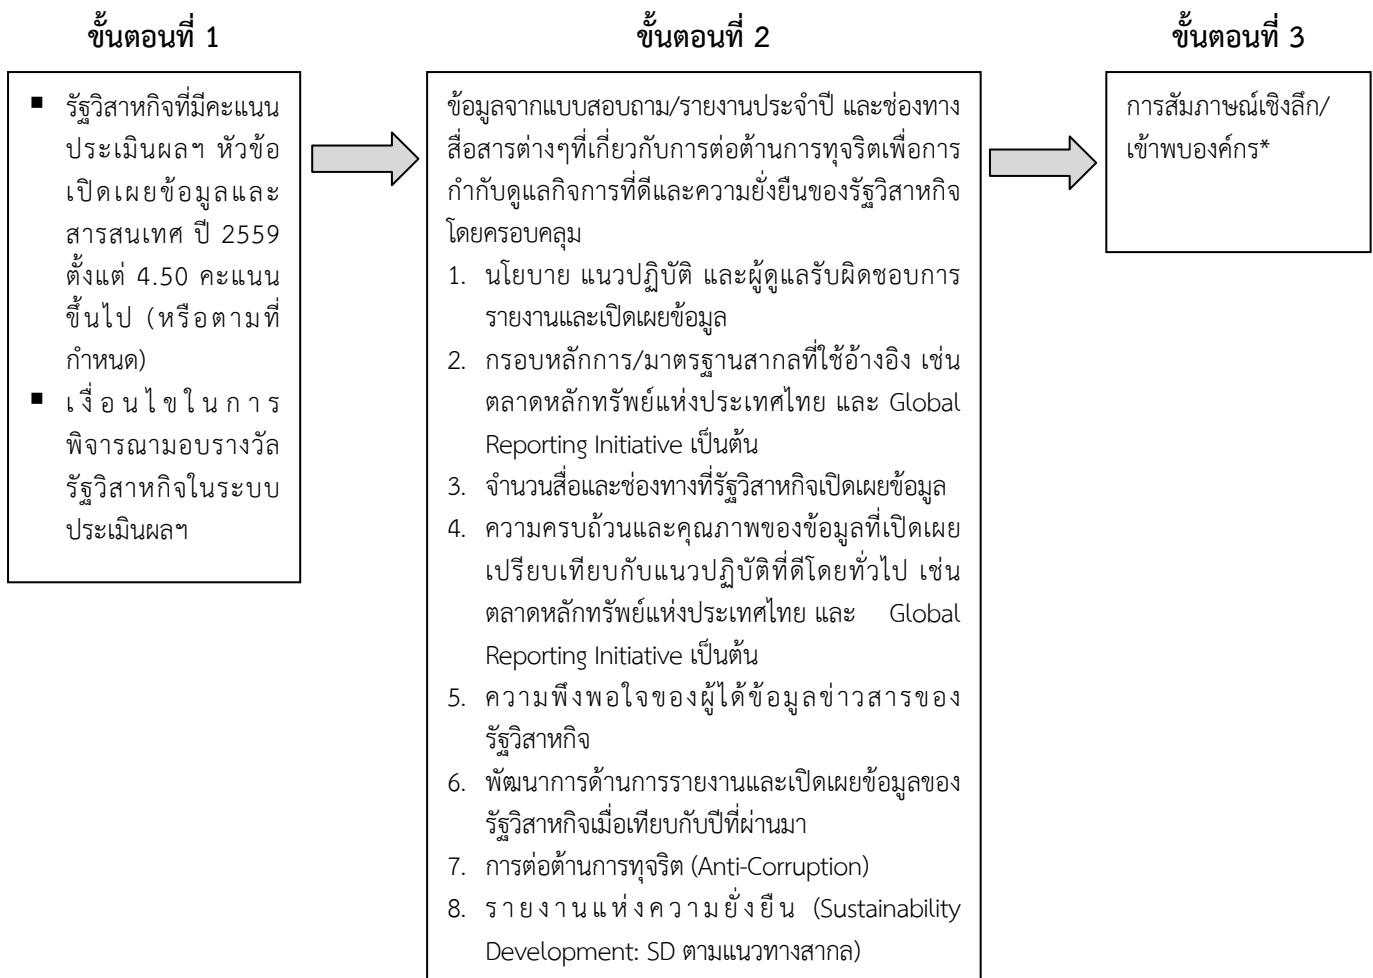 ขั้นตอนที่ 1
ขั้นตอนที่ 2
ขั้นตอนที่ 3
▪ รัฐวิสาหกิจที่มีคะแนน
ประเมินผลฯ หัวข้อ
เปิดเผยข้อมูลและ
สารสนเทศ ปี 2559
ตั้งแต่ 4.50 คะแนน
ขึ้นไป (หรือตามที่
กำหนด)
▪ เงื่อนไขในการ
พิจารณามอบรางวัล
รัฐวิสาหกิจในระบบ
ประเมินผลฯ
ข้อมูลจากแบบสอบถาม/รายงานประจำปี และช่องทาง
สื่อสารต่างๆที่เกี่ยวกับการต่อต้านการทุจริตเพื่อการ
กำกับดูแลกิจการที่ดีและความยั่งยืนของรัฐวิสาหกิจ
โดยครอบคลุม
1. นโยบาย แนวปฏิบัติ และผู้ดูแลรับผิดชอบการ
รายงานและเปิดเผยข้อมูล
2. กรอบหลักการ/มาตรฐานสากลที่ใช้อ้างอิง เช่น
ตลาดหลักทรัพย์แห่งประเทศไทย และ Global
Reporting Initiative เป็นต้น
3. จำนวนสื่อและช่องทางที่รัฐวิสาหกิจเปิดเผยข้อมูล
4. ความครบถ้วนและคุณภาพของข้อมูลที่เปิดเผย
เปรียบเทียบกับแนวปฏิบัติที่ดีโดยทั่วไป เช่น
ตลาดหลักทรัพย์แห่งประเทศไทย และ Global
Reporting Initiative เป็นต้น
5. ความพึงพอใจของผู้ได้ข้อมูลข่าวสารของ
รัฐวิสาหกิจ
6. พัฒนาการด้านการรายงานและเปิดเผยข้อมูลของ
รัฐวิสาหกิจเมื่อเทียบกับปีที่ผ่านมา
7. การต่อต้านการทุจริต (Anti-Corruption)
8. รายงานแห่งความยั่งยืน (Sustainability
Development: SD ตามแนวทางสากล)
การสัมภาษณ์เชิงลึก/
เข้าพบองค์กร*